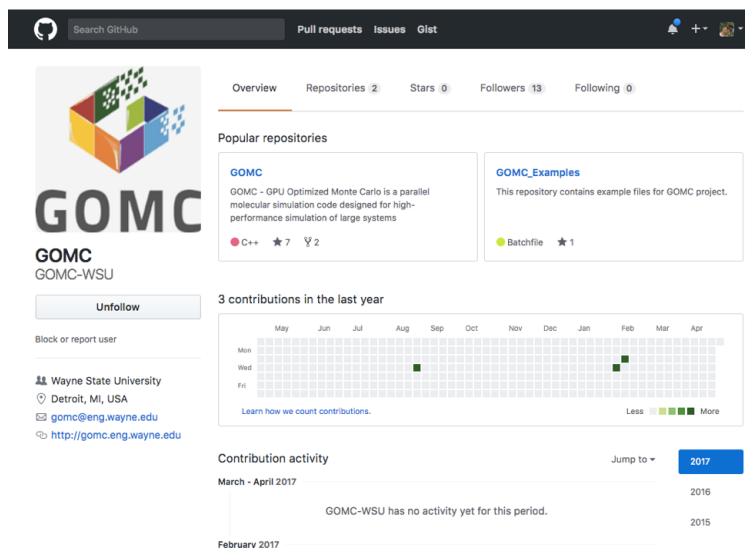 Search GitHub
Pull requests Issues Gist
GOMC
GOMC
GOMC-WSU
Unfollow
Block or report user
Wayne State University
Detroit, MI, USA
gomc@eng.wayne.edu
http://gomc.eng.wayne.edu
Overview Repositories 2 Stars 0 Followers 13 Following 0
Popular repositories
GOMC
GOMC - GPU Optimized Monte Carlo is a parallel
molecular simulation code designed for high-
performance simulation of large systems
C++ 7 2
GOMC_Examples
This repository contains example files for GOMC project.
Batchfile 1
3 contributions in the last year
May Jun Jul Aug Sep Oct Nov Dec Jan Feb Mar Apr
Mon
Wed
Fri
Learn how we count contributions. Less More
Contribution activity Jump to
2017
2016
2015
March - April 2017
GOMC-WSU has no activity yet for this period.
February 2017